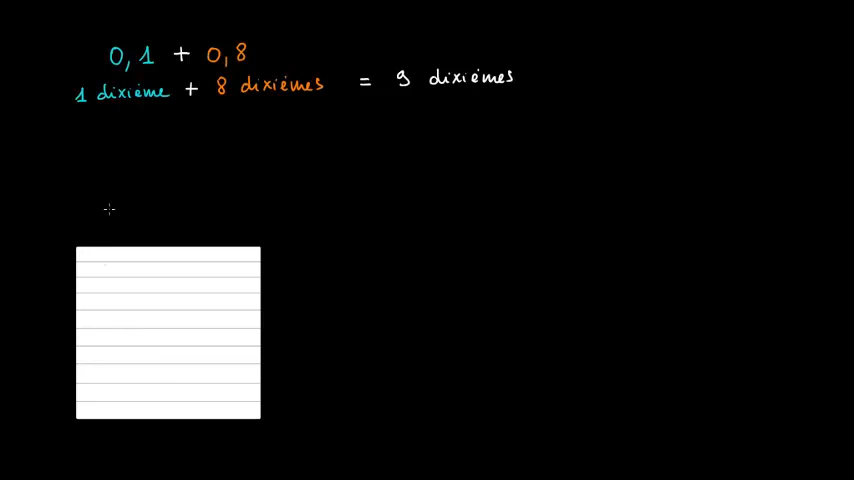 0,1 + 0,8
1 dixième + 8 dixièmes = 9 dixièmes